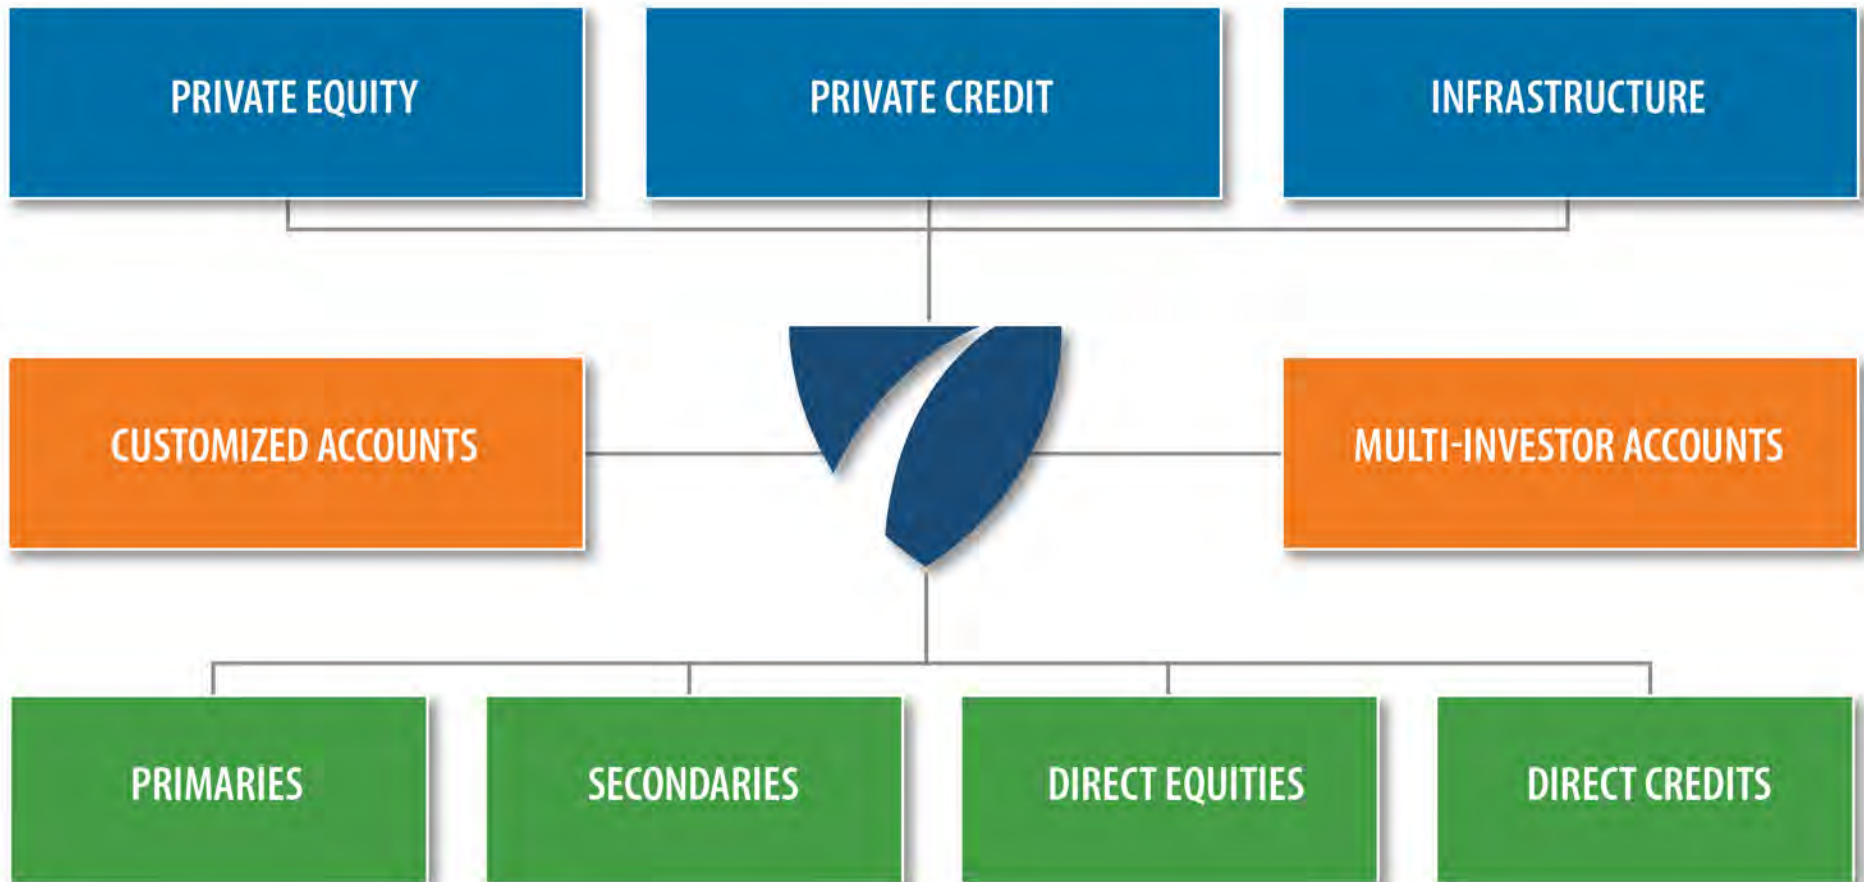 PRIVATE EQUITY
PRIVATE CREDIT
INFRASTRUCTURE
CUSTOMIZED ACCOUNTS
MULTI-INVESTOR ACCOUNTS
PRIMARIES
SECONDARIES
DIRECT EQUITIES
DIRECT CREDITS